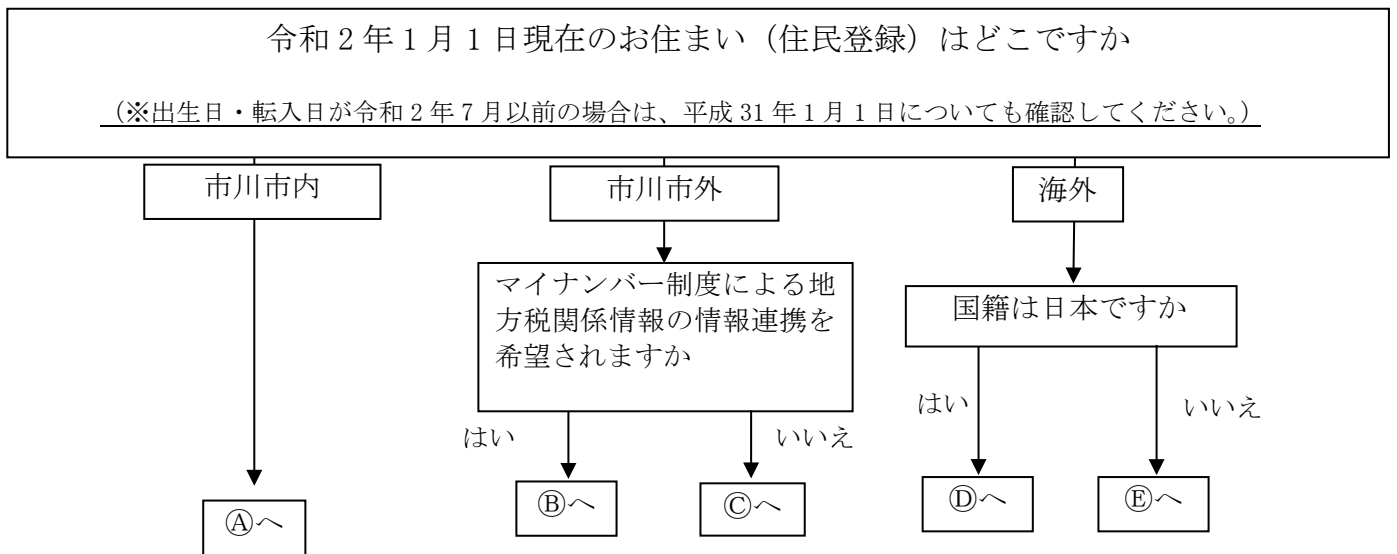 令和2年1月1日現在のお住まい（住民登録）はどこですか
（※出生日・転入日が令和2年7月以前の場合は、平成31年1月1日についても確認してください。）
市川市内
市川市外
海外
マイナンバー制度による地
方税関係情報の情報連携を
希望されますか
国籍は日本ですか
はい
いいえ
はい
いいえ
Ⓐへ
Ⓑへ
Ⓒへ
Ⓓへ
Ⓔへ